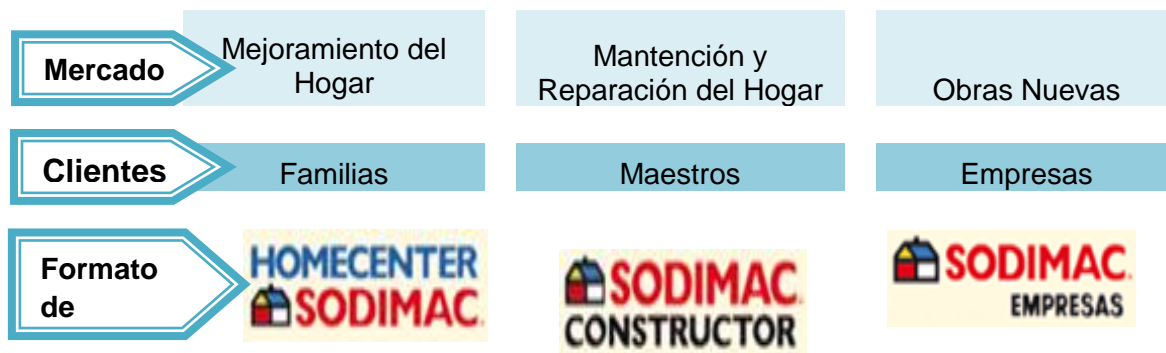 Mercado
Mejoramiento del
Hogar
Mantención y
Reparación del Hogar
Obras Nuevas
Clientes
Familias
Maestros
Empresas
Formato
de
HOMECENTER
SODIMAC.
SODIMAC.
CONSTRUCTOR
SODIMAC.
EMPRESAS